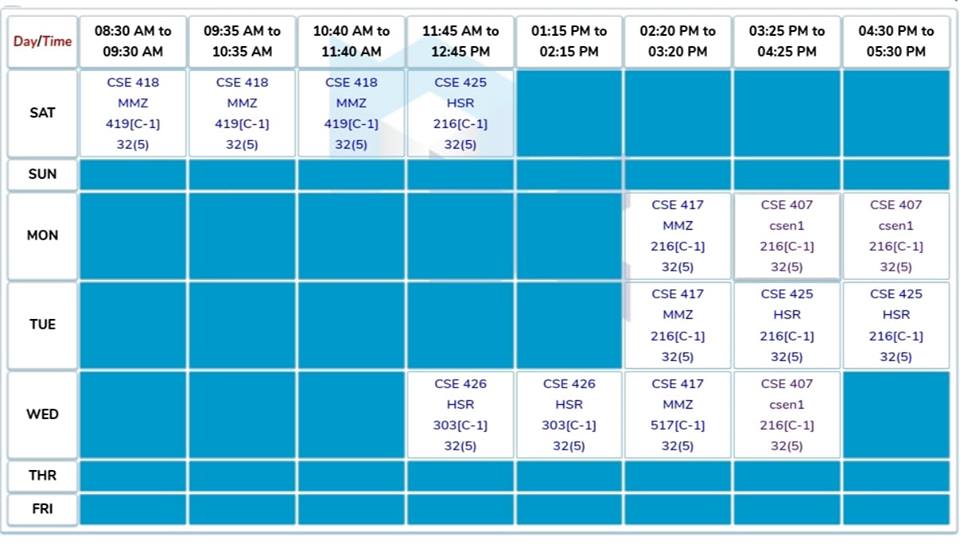 Day/Time 08:30 AM to 09:30 AM 09:35 AM to 10:35 AM 10:40 AM to 11:40 AM 11:45 AM to 12:45 PM 01:15 PM to 02:15 PM 02:20 PM to 03:20 PM 03:25 PM to 04:25 PM 04:30 PM to 05:30 PM
SAT
CSE 418 CSE 418 CSE 418 CSE 425
MMZ MMZ MMZ HSR
419[C-1] 419[C-1] 419[C-1] 216[C-1]
32(5) 32(5) 32(5) 32(5)
SUN
MON
CSE 417 CSE 407 CSE 407
MMZ csen1 csen1
216[C-1] 216[C-1] 216[C-1]
32(5) 32(5) 32(5)
TUE
CSE 417 CSE 425 CSE 425
MMZ HSR HSR
216[C-1] 216[C-1] 216[C-1]
32(5) 32(5) 32(5)
WED
CSE 426 CSE 426 CSE 417 CSE 407
HSR HSR MMZ csen1
303[C-1] 303[C-1] 517[C-1] 216[C-1]
32(5) 32(5) 32(5) 32(5)
THR
FRI